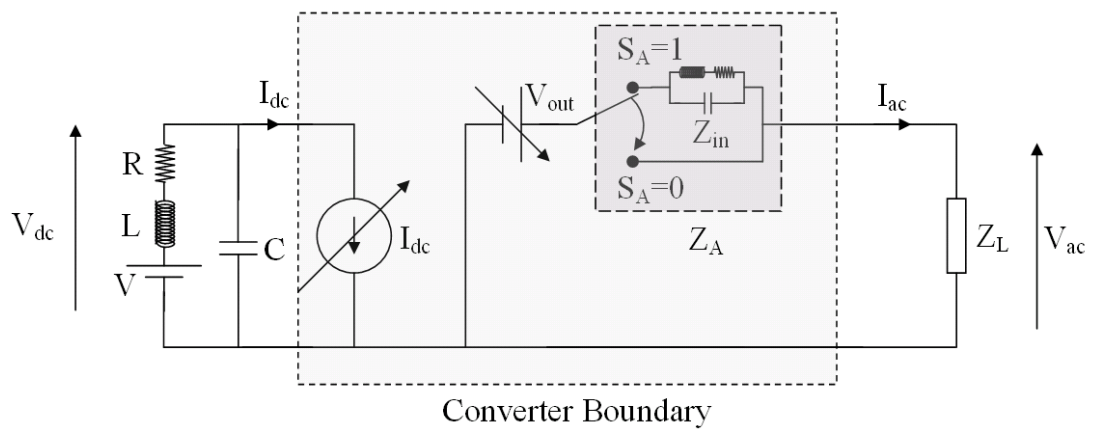 S_A=1
V_out
Z_in
S_A=0
Z_A
I_dc
I_ac
R
L
V_dc
C
V
I_dc
Z_L
V_ac
Converter Boundary